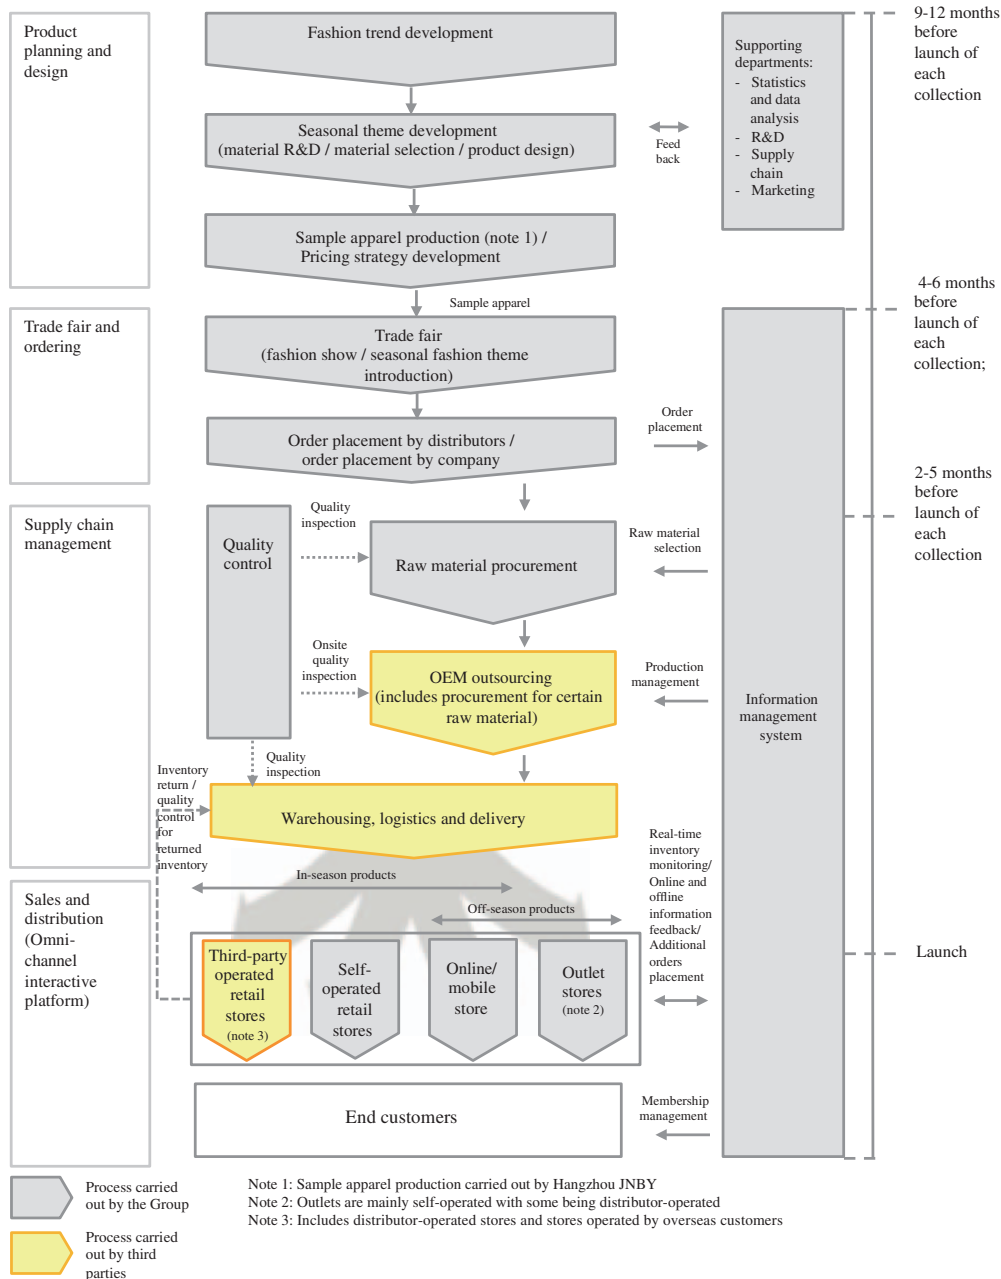 Product
planning and
design
Fashion trend development
Supporting
departments:
- Statistics
and data
analysis
- R&D
- Supply
chain
- Marketing
9-12 months
before
launch of
each
collection
Seasonal theme development
(material R&D / material selection / product design)
Feed
back
Sample apparel production (note 1) /
Pricing strategy development
Sample apparel
4-6 months
before
launch of
each
collection;
Trade fair and
ordering
Trade fair
(fashion show / seasonal fashion theme
introduction)
Order placement by distributors /
order placement by company
Order
placement
2-5 months
before
launch of
each
collection
Supply chain
management
Quality
control
Quality
inspection
Raw material procurement
Raw material
selection
Onsite
quality
inspection
OEM outsourcing
(includes procurement for certain
raw material)
Production
management
Information
management
system
Quality
inspection
Inventory
return /
quality
control
for
returned
inventory
Warehousing, logistics and delivery
Real-time
inventory
monitoring/
Online and
offline
information
feedback/
Additional
orders
placement
In-season products
Off-season products
Sales and
distribution
(Omni-
channel
interactive
platform)
Third-party
operated
retail
stores
(note 3)
Self-
operated
retail
stores
Online/
mobile
store
Outlet
stores
(note 2)
Launch
End customers
Membership
management
Process carried
out by the Group
Process carried
out by third
parties
Note 1: Sample apparel production carried out by Hangzhou JNBY
Note 2: Outlets are mainly self-operated with some being distributor-operated
Note 3: Includes distributor-operated stores and stores operated by overseas customers